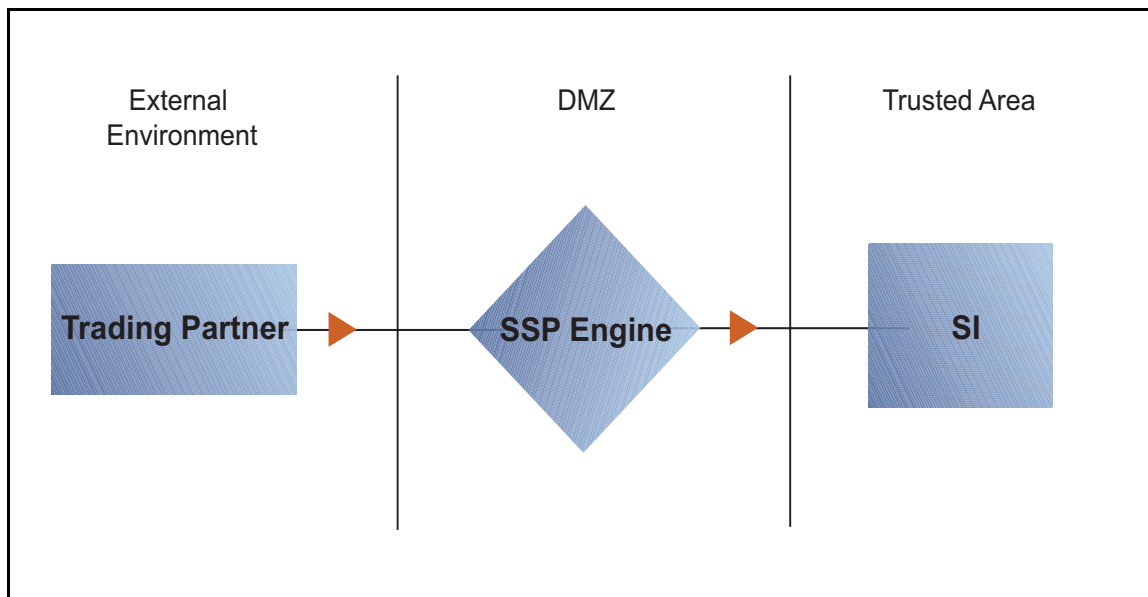 External
Environment
DMZ
Trusted Area
Trading Partner
SSP Engine
SI